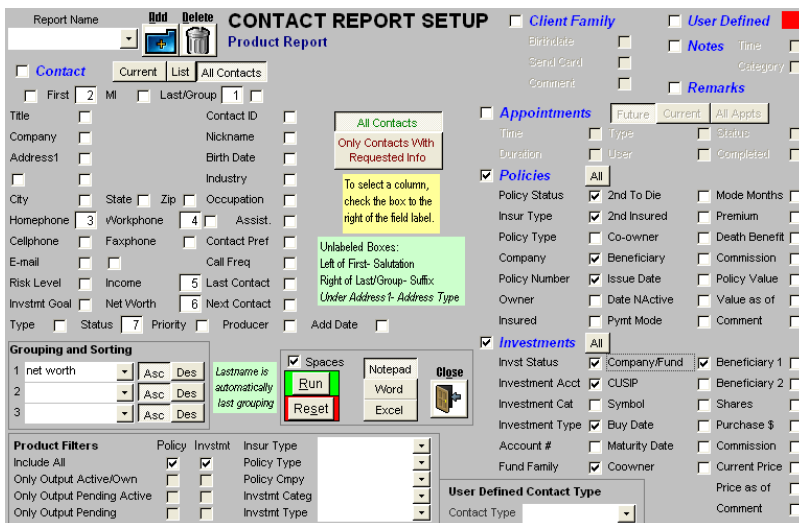 Report Name
Add Delete
CONTACT REPORT SETUP
Product Report
Contact Current List All Contacts
First 2 MI Last/Group 1
Title Contact ID
Company Nickname
Address1 Birth Date
Industry
City State Zip Occupation
Homephone 3 Workphone 4 Assist.
Cellphone Faxphone Contact Pref
E-mail Call Freq
Risk Level Income 5 Last Contact
Invstmt Goal Net Worth 6 Next Contact
Type Status 7 Priority Producer Add Date
All Contacts
Only Contacts With
Requested Info
To select a column,
check the box to the
right of the field label.
Unlabeled Boxes:
Left of First- Salutation
Right of Last/Group- Suffix
Under Address1- Address Type
Grouping and Sorting
1 net worth Asc Des
2 Asc Des
3 Asc Des
Lastname is
automatically
last grouping
Spaces
Run
Reset
Notepad
Word
Excel
Close
Product Filters Policy Invstmt
Include All
Only Output Active/Own
Only Output Pending Active
Only Output Pending
Insur Type
Policy Type
Policy Cmpy
Invstmt Categ
Invstmt Type
Client Family
Birthdate
Send Card
Comment
User Defined
Notes Time
Category
Remarks
Appointments Future Current All Appts
Time Type Status
Duration User Completed
Policies All
Policy Status 2nd To Die Mode Months
Insur Type 2nd Insured Premium
Policy Type Co-owner Death Benefit
Company Beneficiary Commission
Policy Number Issue Date Policy Value
Owner Date NActive Value as of
Insured Pymt Mode Comment
Investments All
Invst Status Company/Fund Beneficiary 1
Investment Acct CUSIP Beneficiary 2
Investment Cat Symbol Shares
Investment Type Buy Date Purchase $
Account # Maturity Date Commission
Fund Family Coowner Current Price
Price as of
Comment
User Defined Contact Type
Contact Type